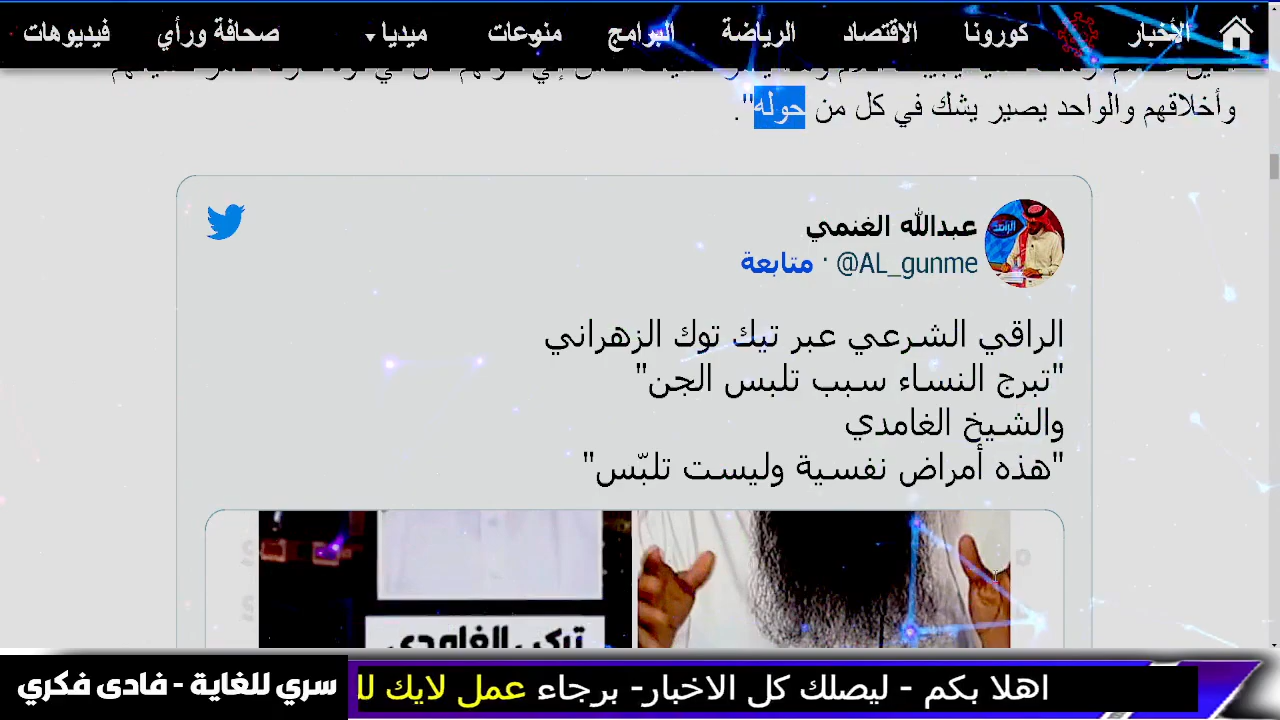 الأخبار
كورونا
الاقتصاد
الرياضة
البرامج
منوعات
ميديا
صحافة ورأي
فيديوهات
وأخلاقهم والواحد يصير يشك في كل من حوله".
عبدالله الغنمي
@AL_gunme · متابعة
الراقي الشرعي عبر تيك توك الزهراني
"تبرج النساء سبب تلبس الجن"
والشيخ الغامدي
"هذه أمراض نفسية وليست تلبّس"
تركي الغامدي
اهلا بكم - ليصلك كل الاخبار- برجاء عمل لايك
سري للغاية - فادى فكري